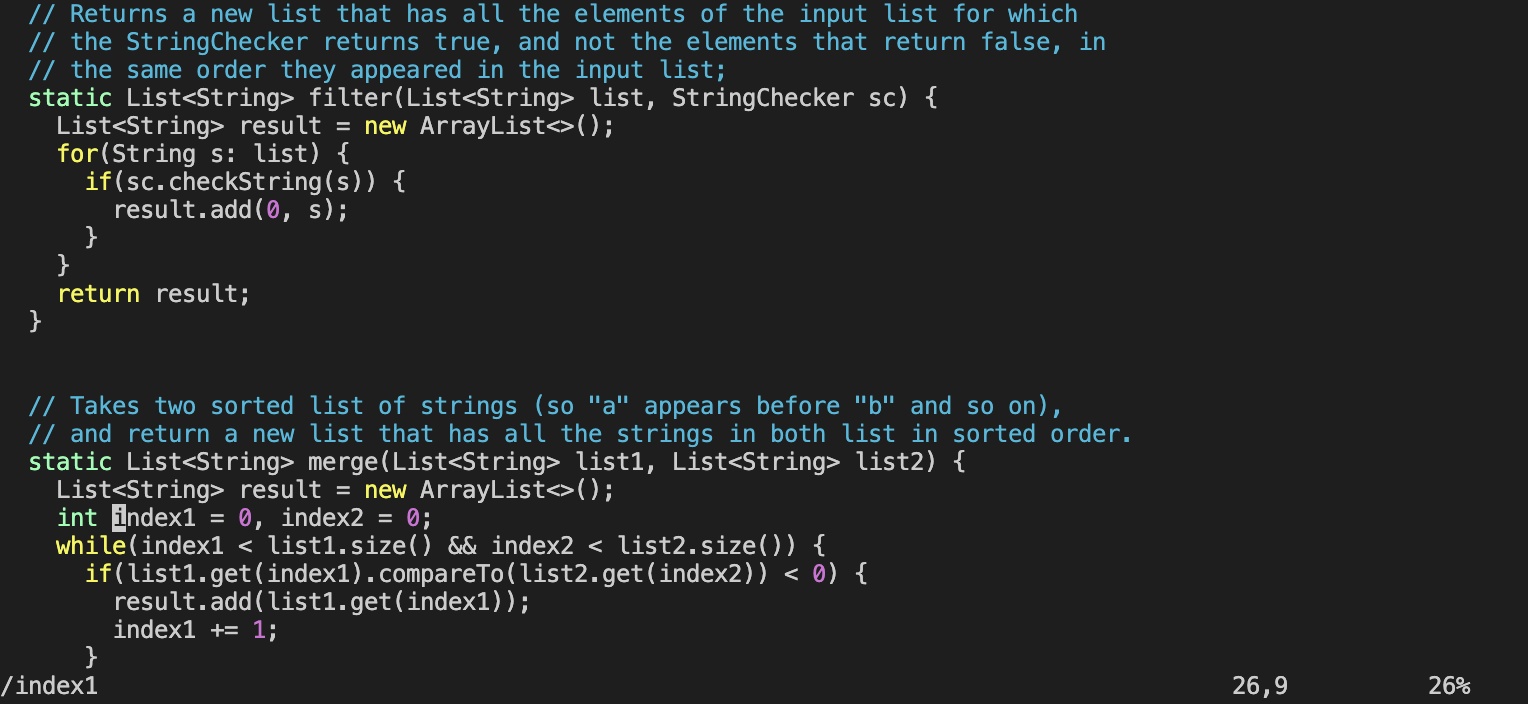 // Returns a new list that has all the elements of the input list for which
// the StringChecker returns true, and not the elements that return false, in
// the same order they appeared in the input list;
static List<String> filter(List<String> list, StringChecker sc) {
List<String> result = new ArrayList<>();
for(String s: list) {
if(sc.checkString(s)) {
result.add(0, s);
}
}
return result;
}
// Takes two sorted list of strings (so "a" appears before "b" and so on),
// and return a new list that has all the strings in both list in sorted order.
static List<String> merge(List<String> list1, List<String> list2) {
List<String> result = new ArrayList<>();
int index1 = 0, index2 = 0;
while(index1 < list1.size() && index2 < list2.size()) {
if(list1.get(index1).compareTo(list2.get(index2)) < 0) {
result.add(list1.get(index1));
index1 += 1;
}
/index1 26,9 26%